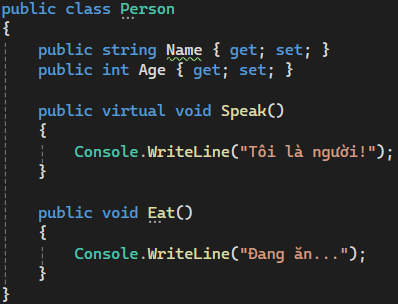 public class Person
{
public string Name { get; set; }
public int Age { get; set; }
public virtual void Speak()
{
Console.WriteLine("Tôi là người!");
}
public void Eat()
{
Console.WriteLine("Đang ăn...");
}
}